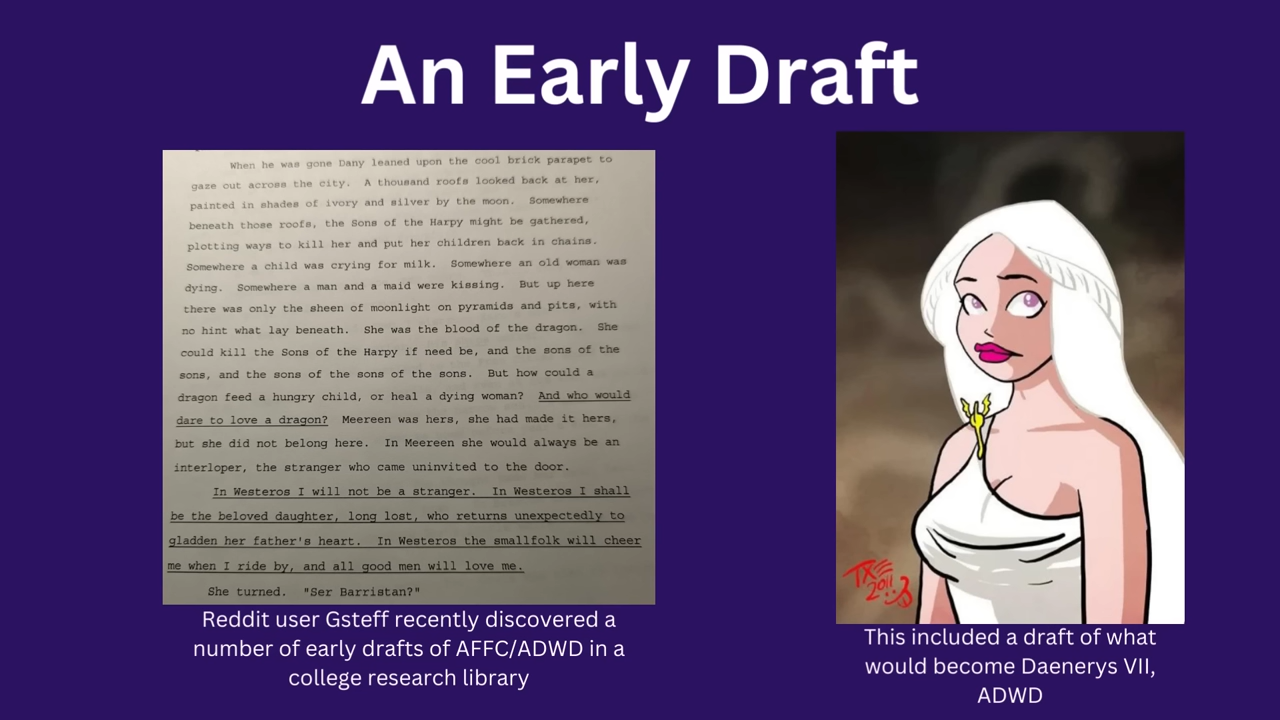 An Early Draft
When he was gone Dany leaned upon the cool brick parapet to
gaze out across the city. A thousand roofs looked back at her,
painted in shades of ivory and silver by the moon. Somewhere
beneath those roofs, the Sons of the Harpy might be gathered,
plotting ways to kill her and put her children back in chains.
Somewhere a child was crying for milk. Somewhere an old woman was
dying. Somewhere a man and a maid were kissing. But up here
there was only the sheen of moonlight on pyramids and pits, with
no hint what lay beneath. She was the blood of the dragon. She
could kill the Sons of the Harpy if need be, and the sons of the
sons, and the sons of the sons of the sons. But how could a
dragon feed a hungry child, or heal a dying woman? And who would
dare to love a dragon? Meereen was hers, she had made it hers,
but she did not belong here. In Meereen she would always be an
interloper, the stranger who came uninvited to the door.
In Westeros I will not be a stranger. In Westeros I shall
be the beloved daughter, long lost, who returns unexpectedly to
gladden her father's heart. In Westeros the smallfolk will cheer
me when I ride by, and all good men will love me.
She turned. "Ser Barristan?"
Reddit user Gsteff recently discovered a
number of early drafts of AFFC/ADWD in a
college research library
TXE
2011
This included a draft of what
would become Daenerys VII,
ADWD